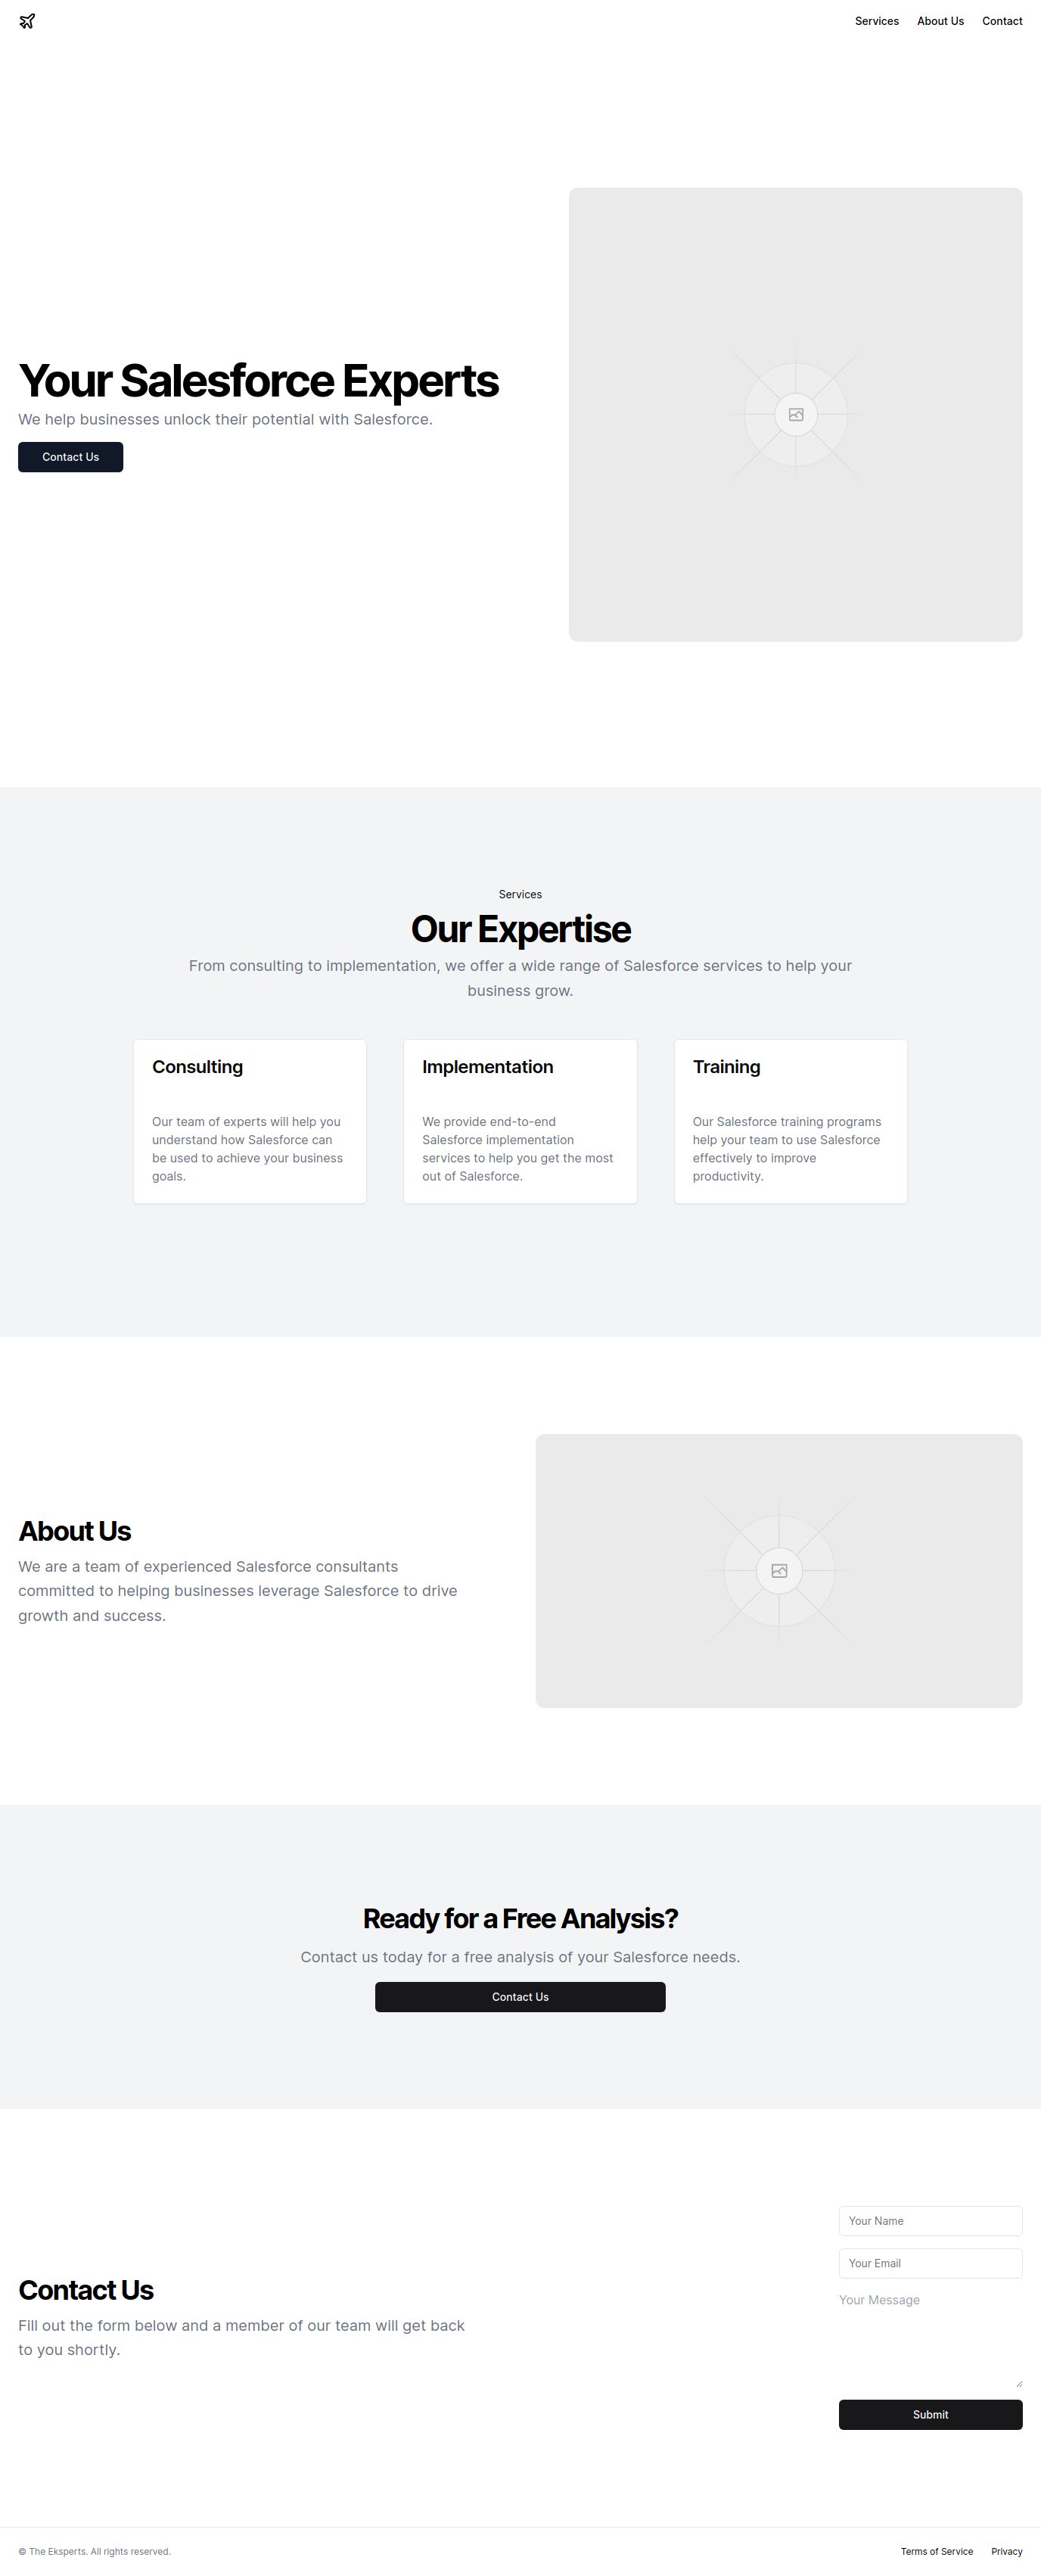 Services
About Us
Contact
Your Salesforce Experts
We help businesses unlock their potential with Salesforce.
Contact Us
Services
Our Expertise
From consulting to implementation, we offer a wide range of Salesforce services to help your
business grow.
Consulting
Our team of experts will help you
understand how Salesforce can
be used to achieve your business
goals.
Implementation
We provide end-to-end
Salesforce implementation
services to help you get the most
out of Salesforce.
Training
Our Salesforce training programs
help your team to use Salesforce
effectively to improve
productivity.
About Us
We are a team of experienced Salesforce consultants
committed to helping businesses leverage Salesforce to drive
growth and success.
Ready for a Free Analysis?
Contact us today for a free analysis of your Salesforce needs.
Contact Us
Contact Us
Fill out the form below and a member of our team will get back
to you shortly.
Your Name
Your Email
Your Message
Submit
© The Eksperts. All rights reserved.
Terms of Service
Privacy